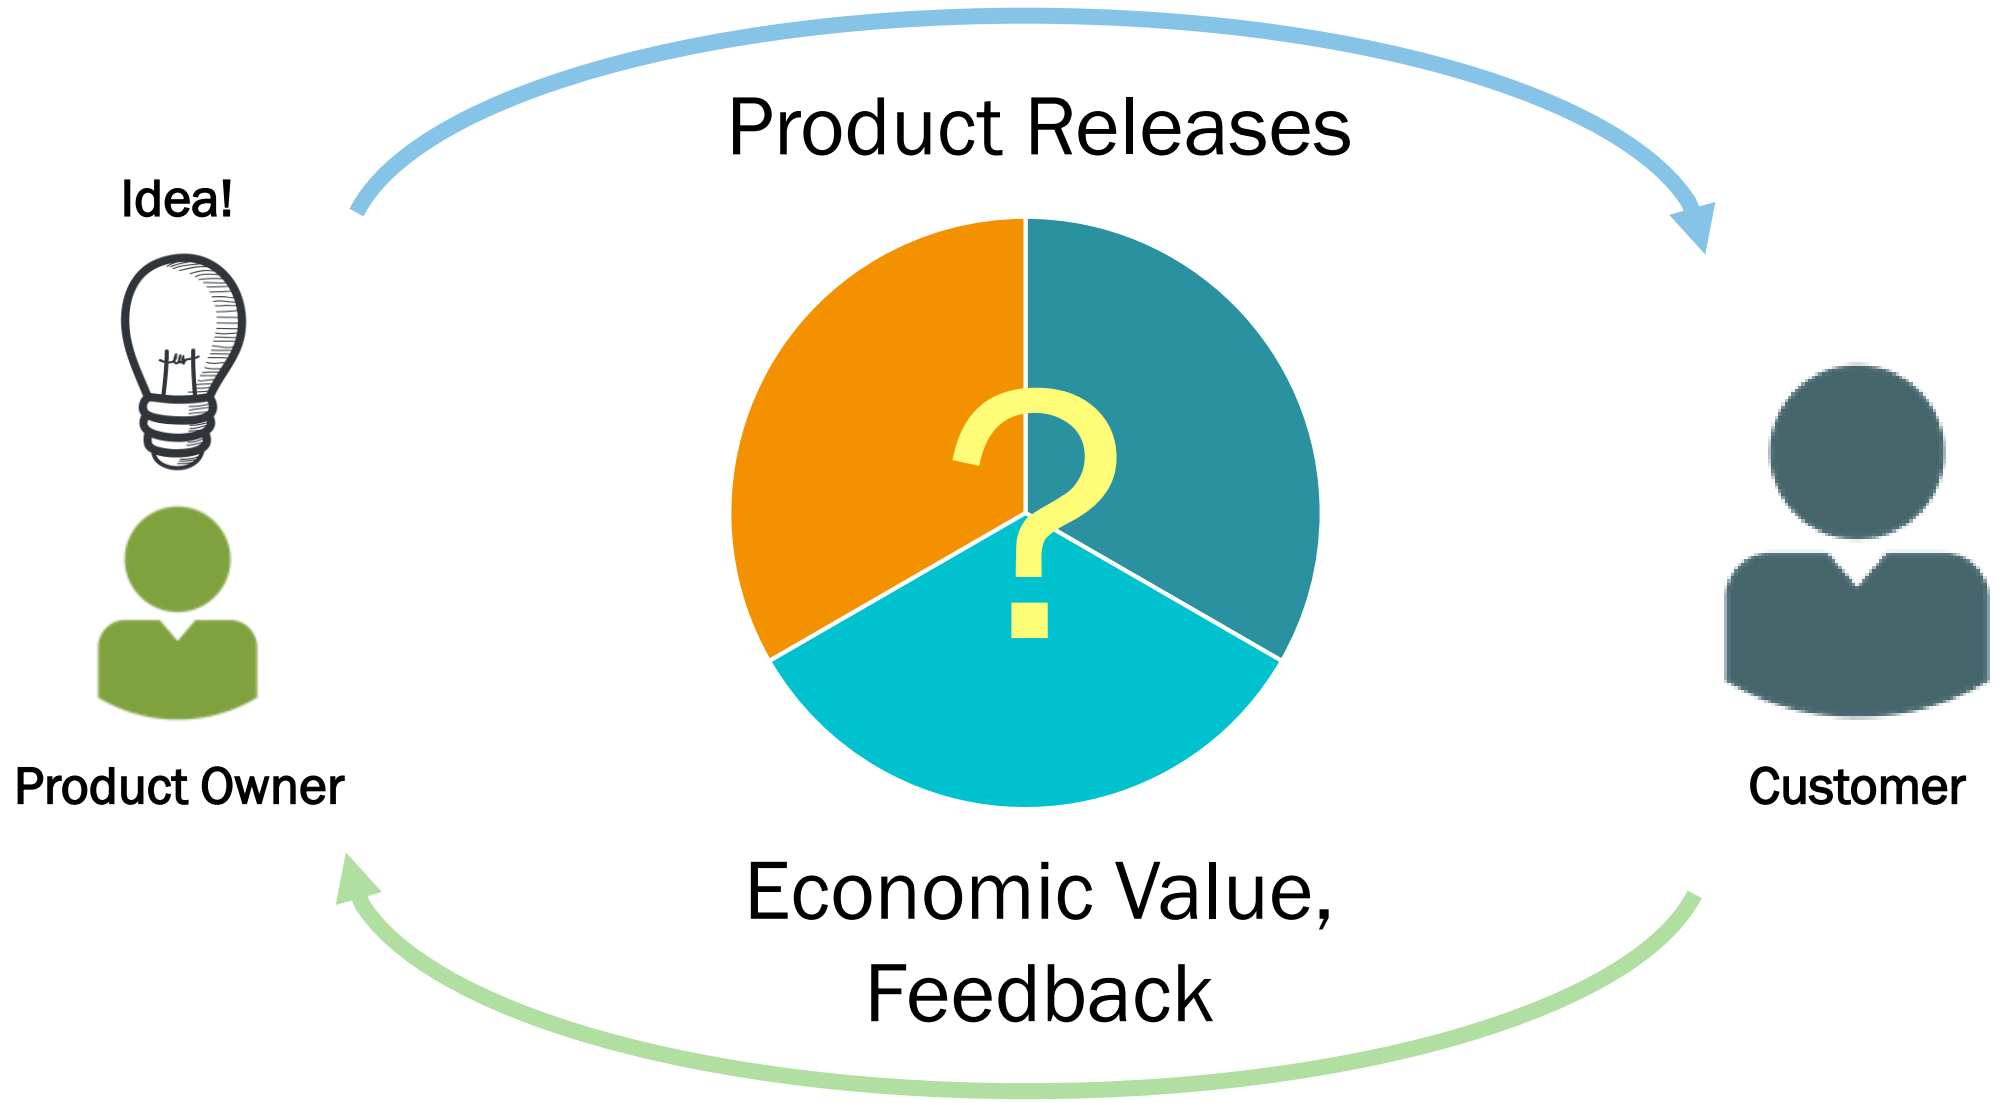 Product Releases
Idea!
?
Product Owner
Customer
Economic Value,
Feedback